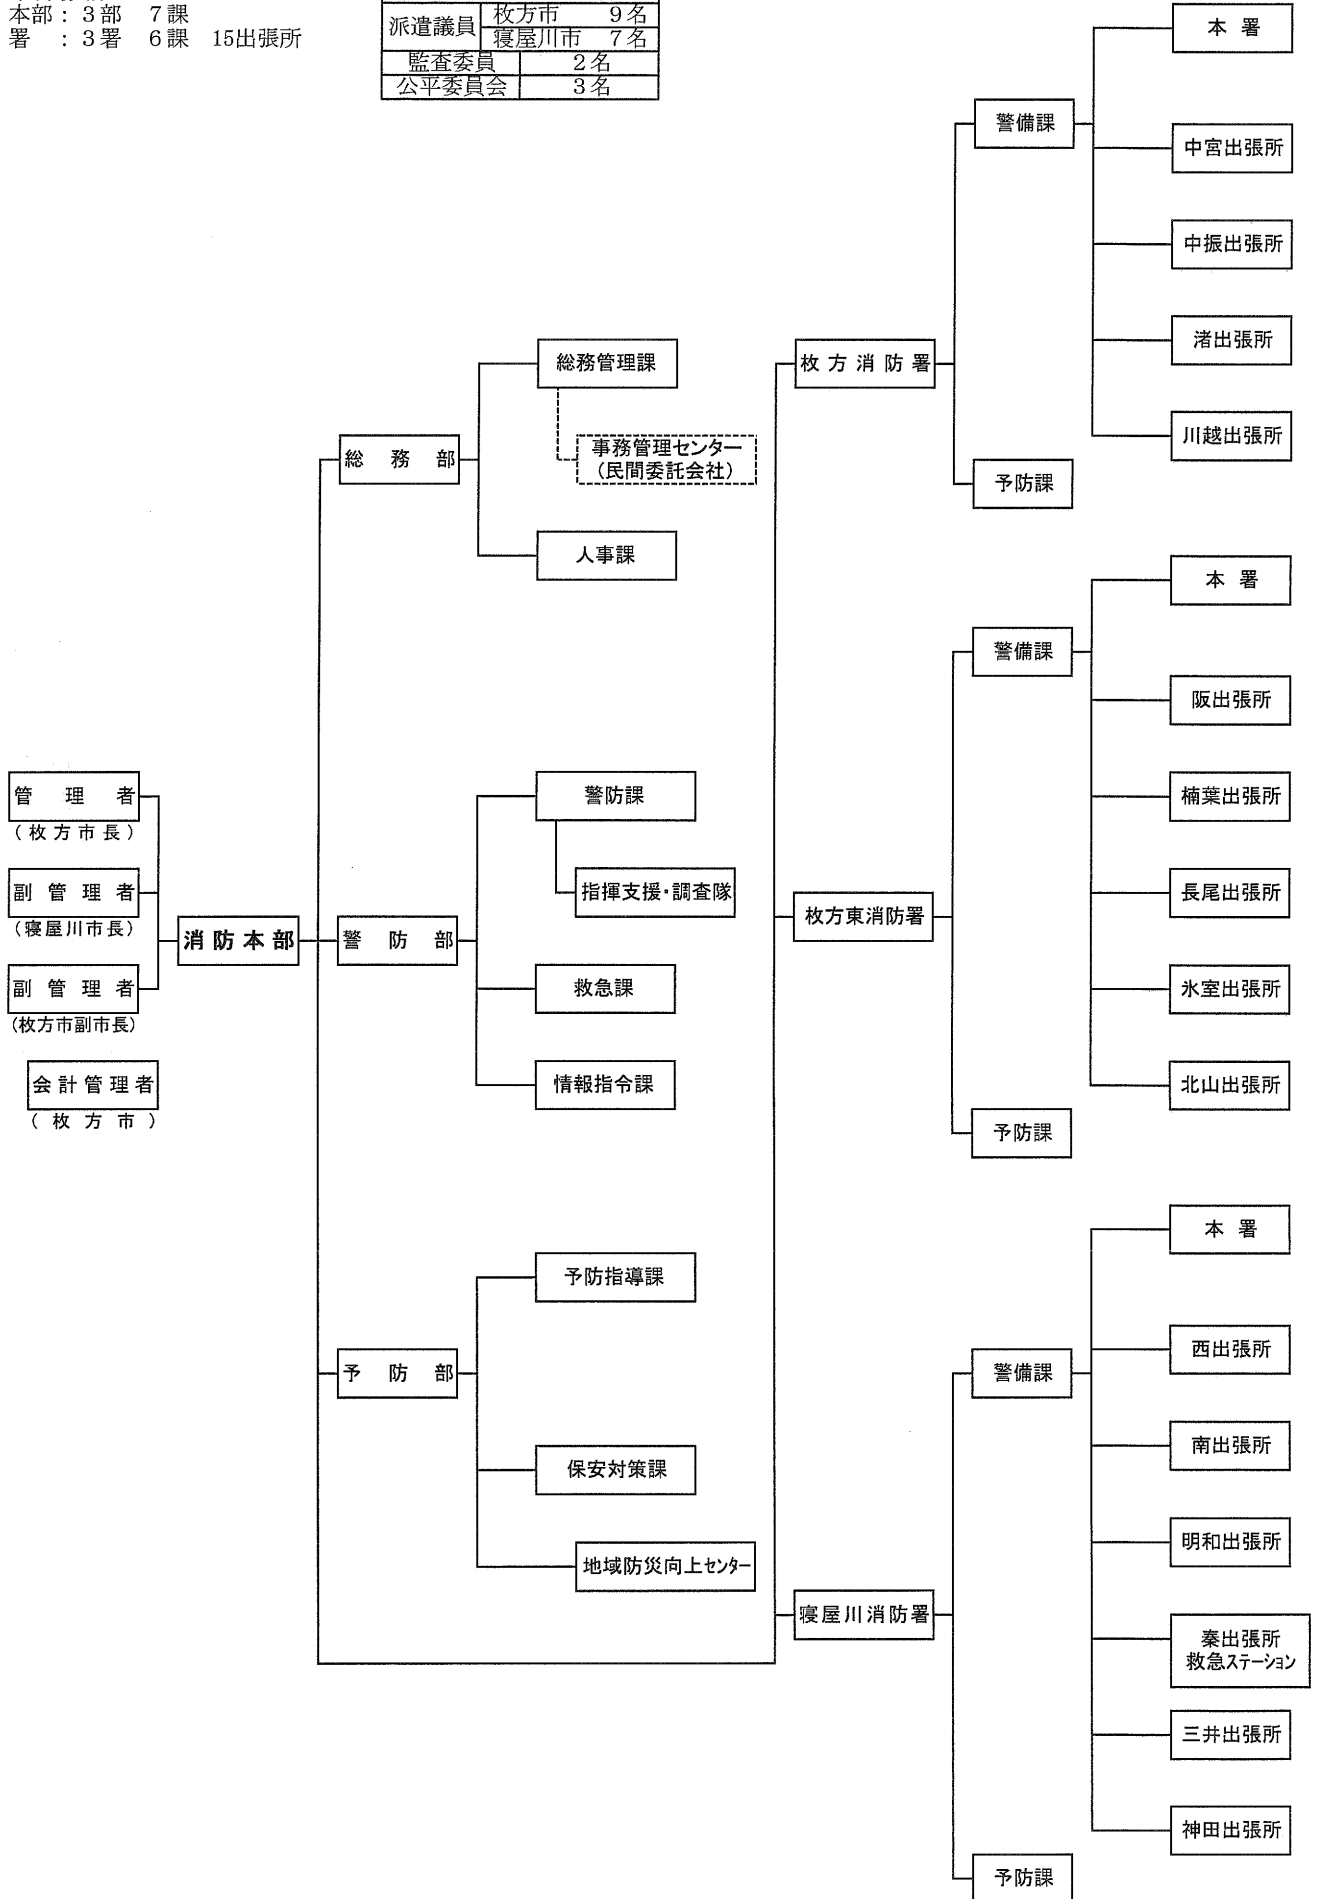 本部：３部　７課
署　：３署　６課　15出張所
派遣議員
枚方市　９名
寝屋川市　７名
監査委員　２名
公平委員会　３名
管理者
（枚方市長）
副管理者
（寝屋川市長）
副管理者
（枚方市副市長）
会計管理者
（枚方市）
消防本部
総務部
総務管理課
事務管理センター
（民間委託会社）
人事課
警防部
警防課
指揮支援・調査隊
救急課
情報指令課
予防部
予防指導課
保安対策課
地域防災向上センター
枚方消防署
警備課
本署
中宮出張所
中振出張所
渚出張所
川越出張所
予防課
枚方東消防署
警備課
本署
阪出張所
楠葉出張所
長尾出張所
氷室出張所
北山出張所
予防課
寝屋川消防署
警備課
本署
西出張所
南出張所
明和出張所
秦出張所
救急ステーション
三井出張所
神田出張所
予防課